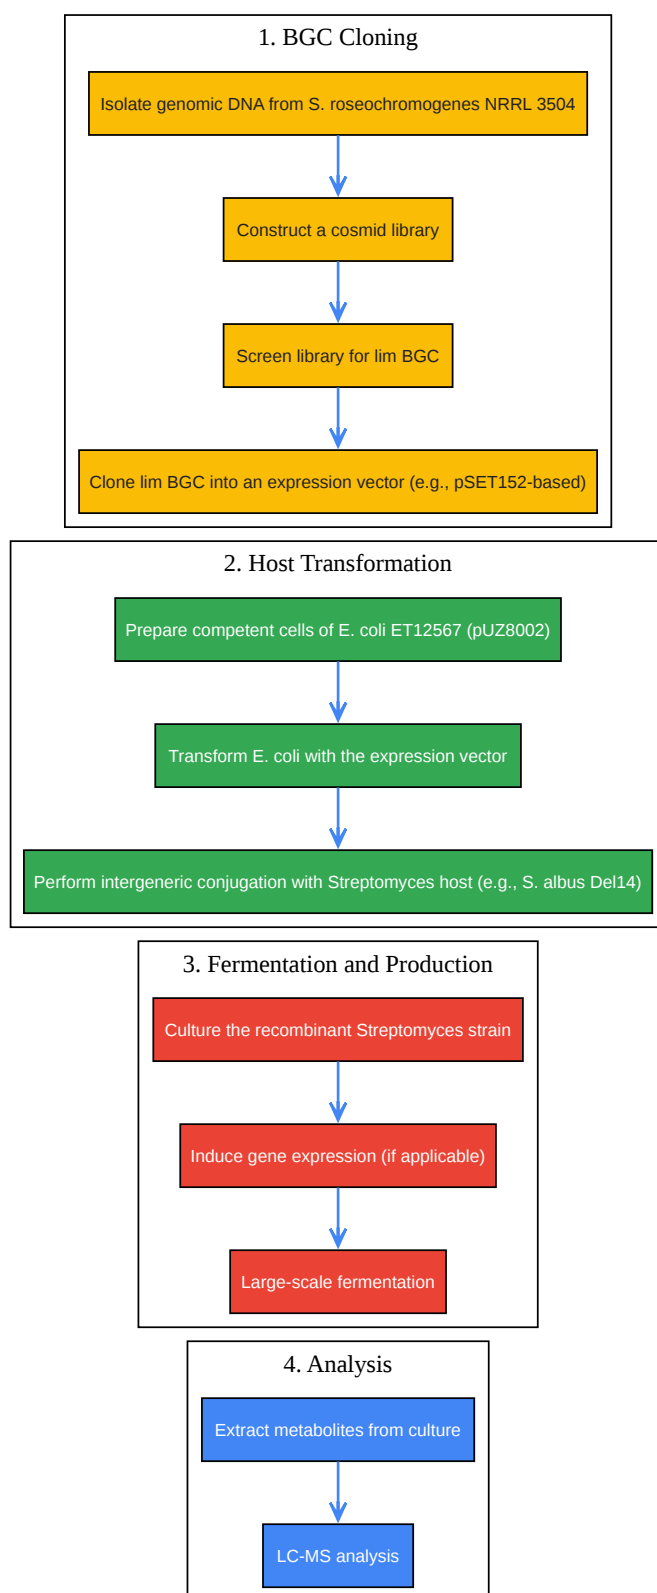 1. BGC Cloning
Isolate genomic DNA from S. roseochromogenes NRRL 3504
Construct a cosmid library
Screen library for lim BGC
Clone lim BGC into an expression vector (e.g., pSET152-based)
2. Host Transformation
Prepare competent cells of E. coli ET12567 (pUZ8002)
Transform E. coli with the expression vector
Perform intergeneric conjugation with Streptomyces host (e.g., S. albus Del14)
3. Fermentation and Production
Culture the recombinant Streptomyces strain
Induce gene expression (if applicable)
Large-scale fermentation
4. Analysis
Extract metabolites from culture
LC-MS analysis